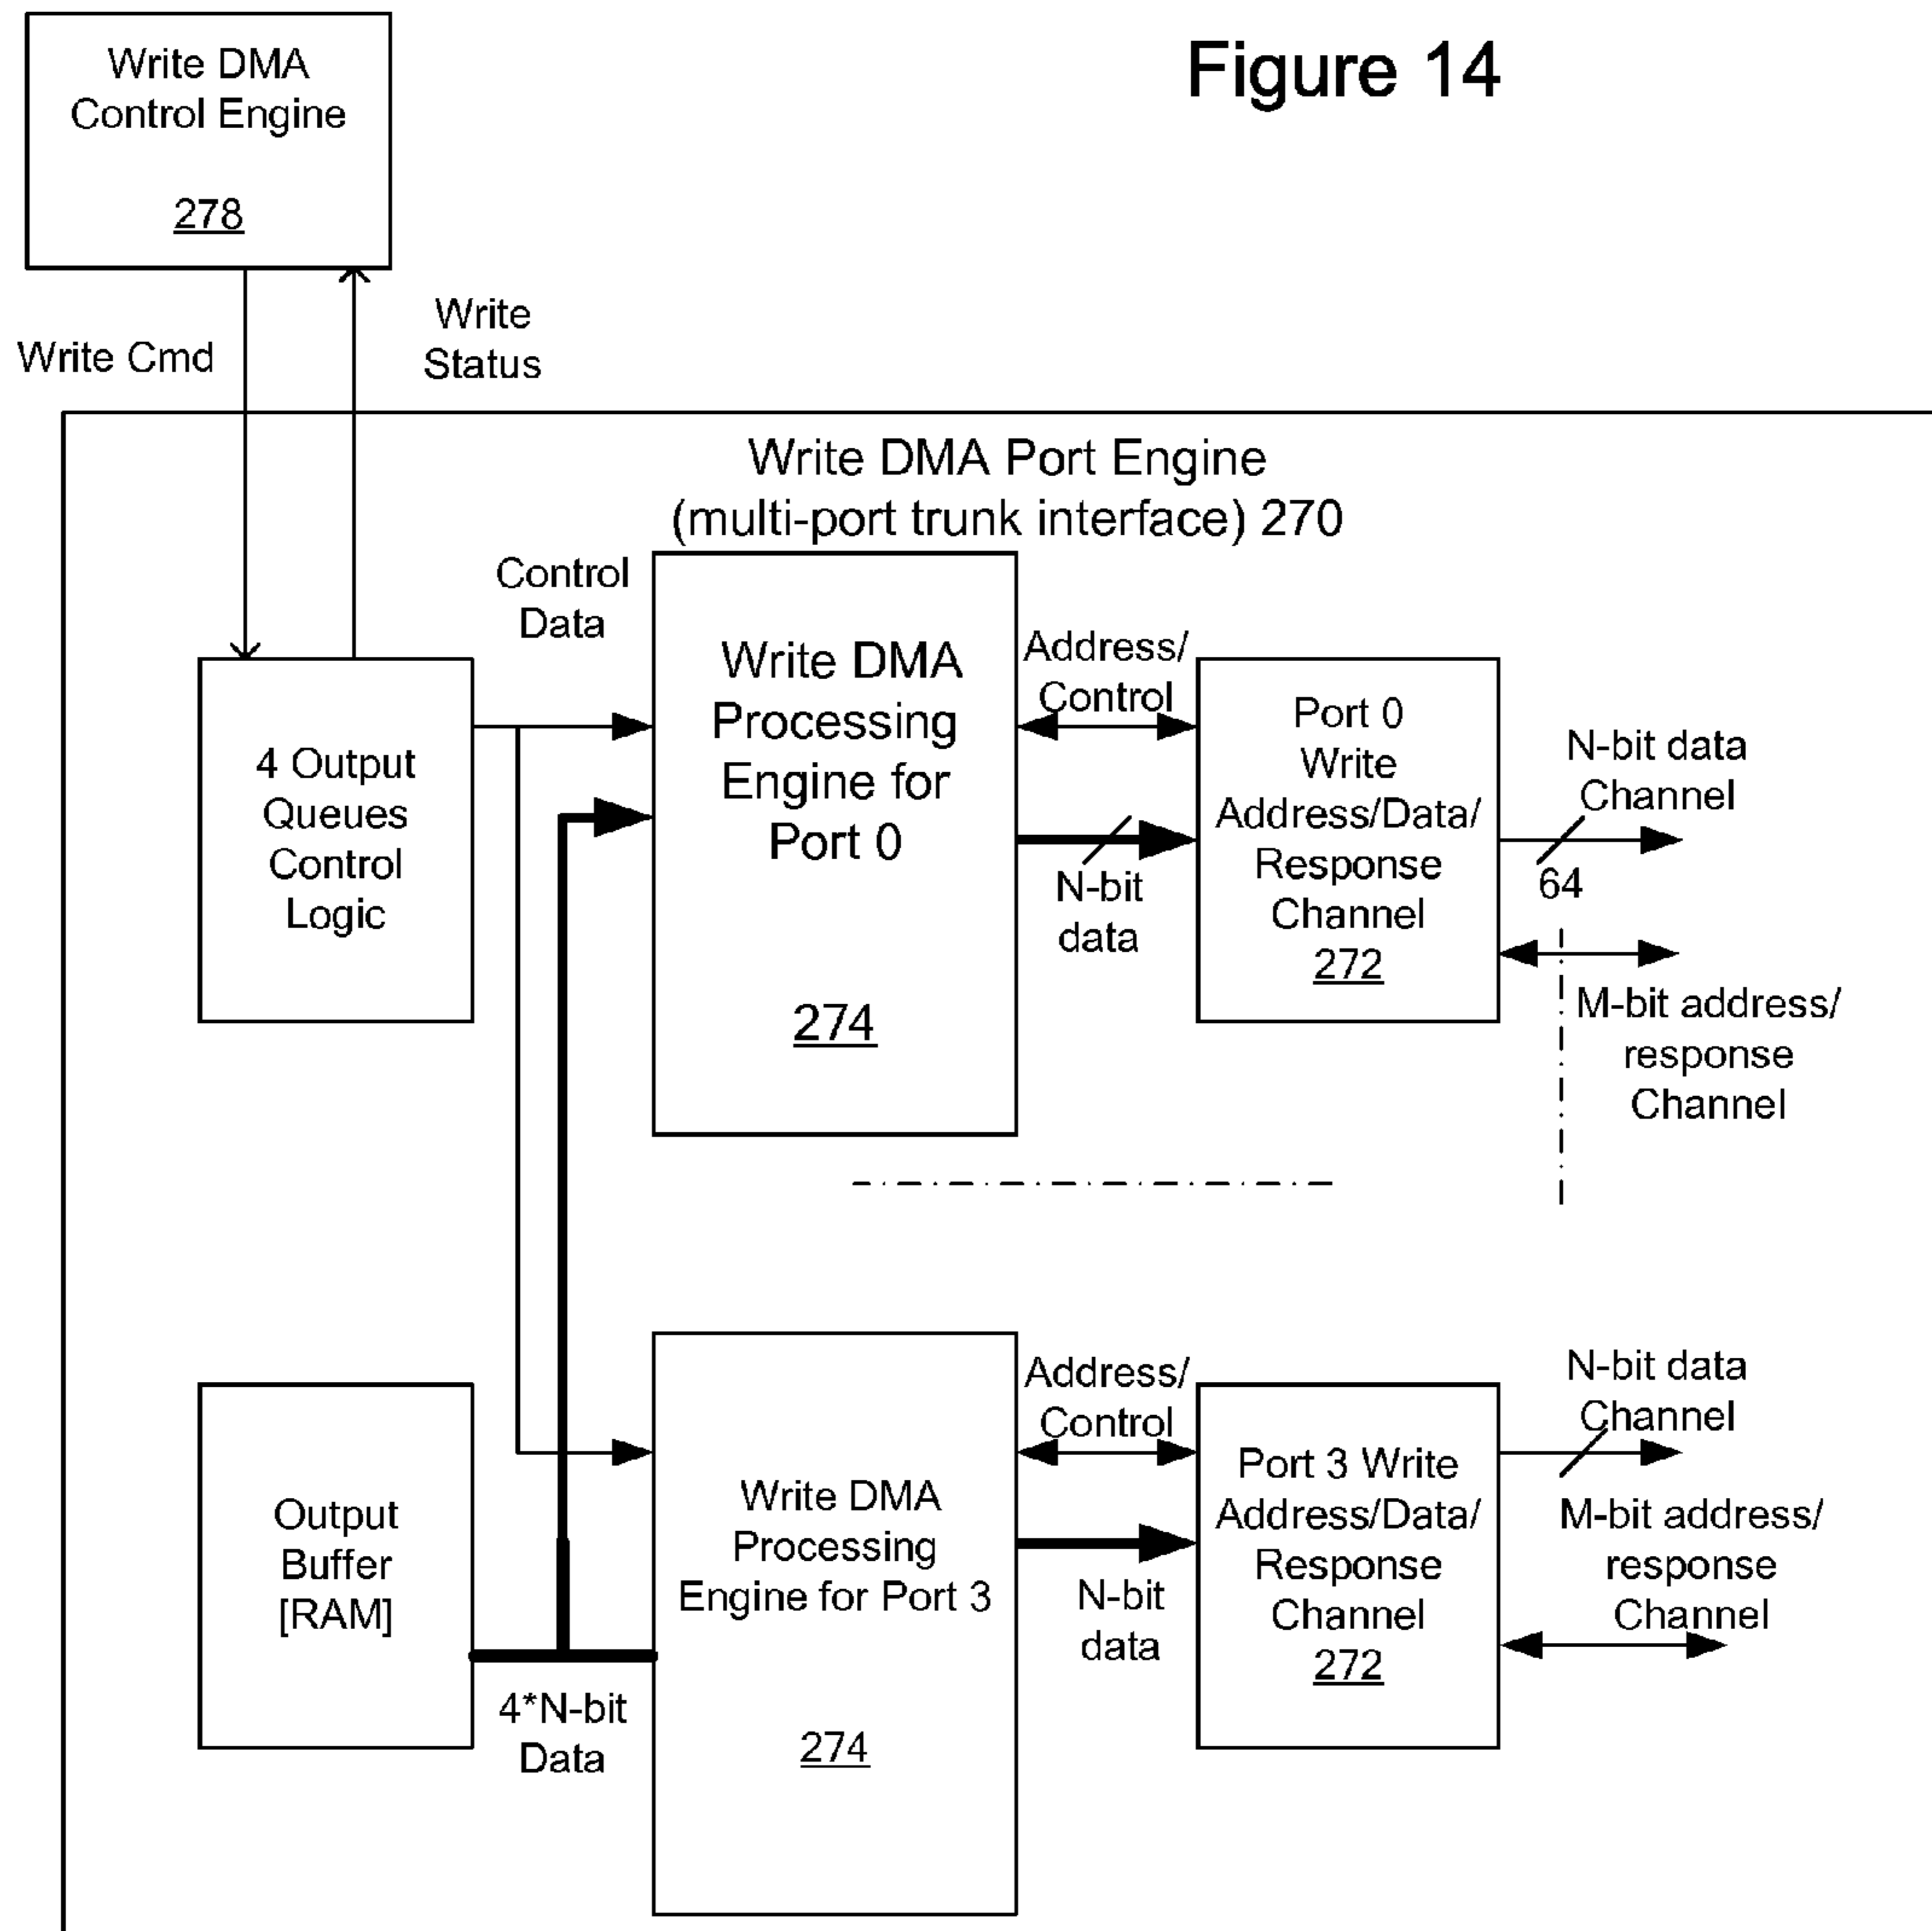 Figure 14
Write DMA
Control Engine
278
Write Cmd
Write
Status
Write DMA Port Engine
(multi-port trunk interface) 270
Control
Data
4 Output
Queues
Control
Logic
Write DMA
Processing
Engine for
Port 0
274
Address/
Control
N-bit
data
Port 0
Write
Address/Data/
Response
Channel
272
N-bit data
Channel
64
M-bit address/
response
Channel
Output
Buffer
[RAM]
4*N-bit
Data
Write DMA
Processing
Engine for Port 3
274
Address/
Control
N-bit
data
Port 3 Write
Address/Data/
Response
Channel
272
N-bit data
Channel
M-bit address/
response
Channel